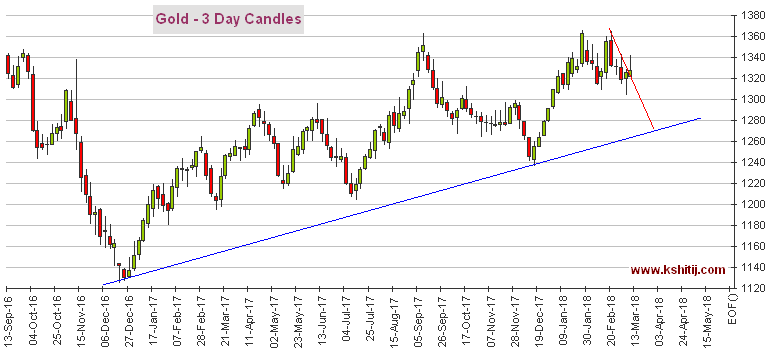 Gold - 3 Day Candles
1380
1360
1340
1320
1300
1280
1260
1240
1220
1200
1180
1160
1140
1120
www.kshitij.com
13-Sep-16
04-Oct-16
25-Oct-16
15-Nov-16
06-Dec-16
27-Dec-16
17-Jan-17
07-Feb-17
28-Feb-17
21-Mar-17
11-Apr-17
02-May-17
23-May-17
13-Jun-17
04-Jul-17
25-Jul-17
15-Aug-17
05-Sep-17
26-Sep-17
17-Oct-17
07-Nov-17
28-Nov-17
19-Dec-17
09-Jan-18
30-Jan-18
20-Feb-18
13-Mar-18
03-Apr-18
24-Apr-18
15-May-18
EOFO